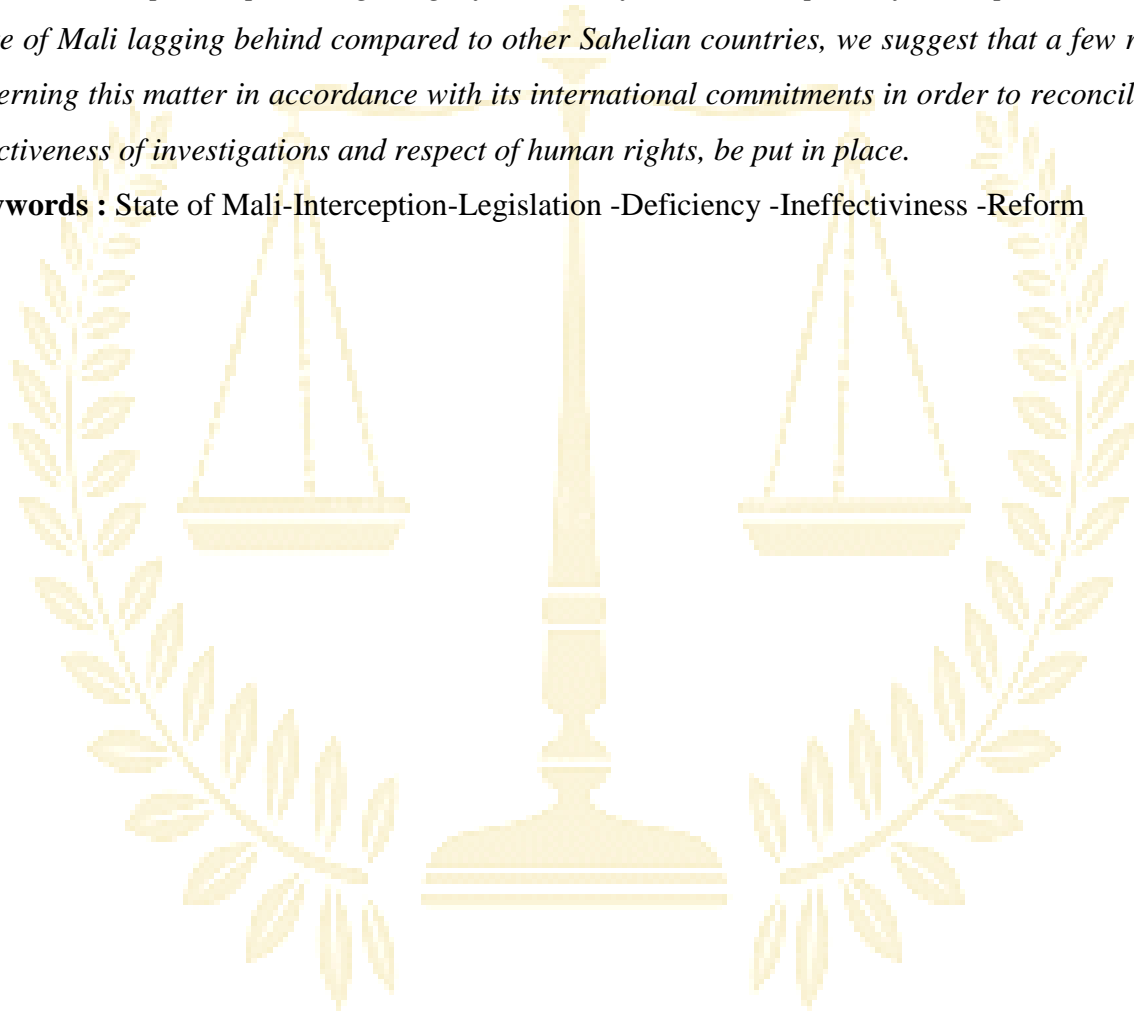 e of Mali lagging behind compared to other Sahelian countries, we suggest that a few r
erning this matter in accordance with its international commitments in order to reconcil
ctiveness of investigations and respect of human rights, be put in place.
ywords : State of Mali-Interception-Legislation -Deficiency -Ineffectiviness -Reform